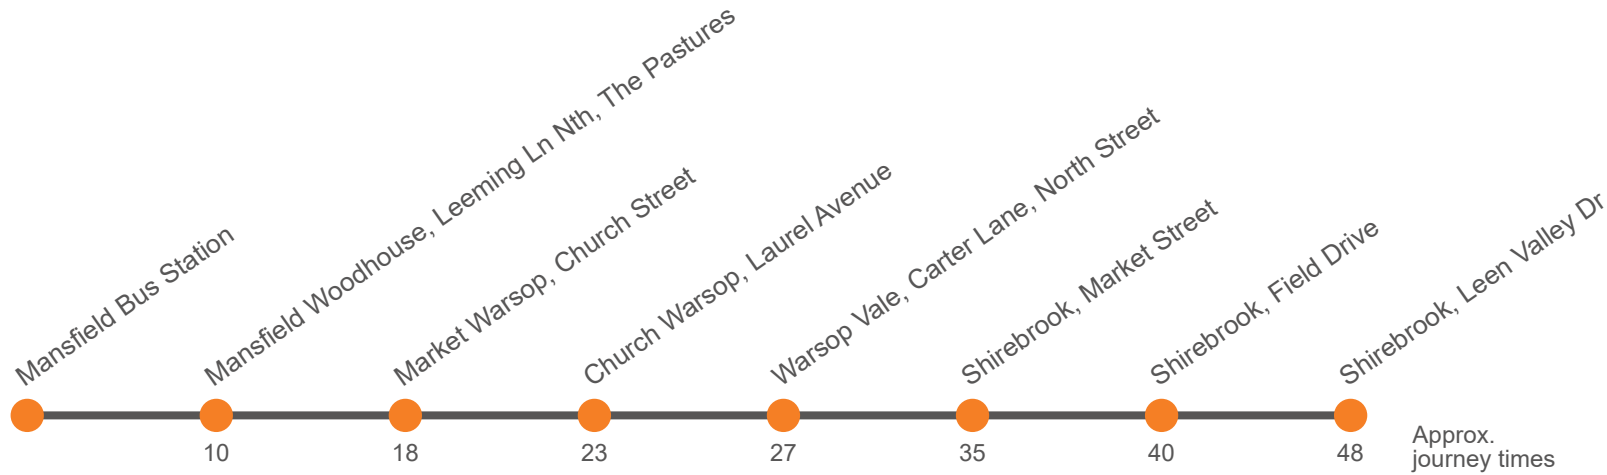 Mansfield Bus Station
Mansfield Woodhouse, Leeming Ln Nth, The Pastures
Market Warsop, Church Street
Church Warsop, Laurel Avenue
Warsop Vale, Carter Lane, North Street
Shirebrook, Market Street
Shirebrook, Field Drive
Shirebrook, Leen Valley Dr
10
18
23
27
35
40
48
Approx.
journey times